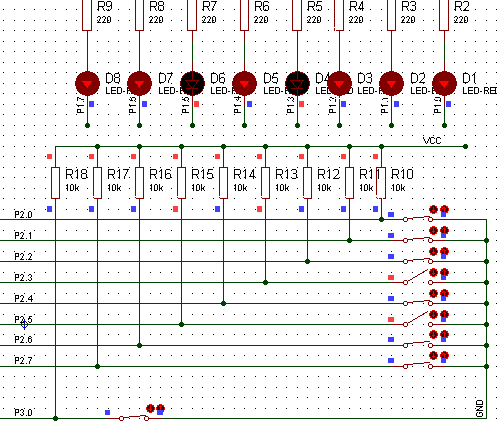 R9 R8 R7 R6 R5 R4 R3 R2
220 220 220 220 220 220 220 220
D8 D7 D6 D5 D4 D3 D2 D1
LED-R LED-R LED-R LED-R LED-R LED-R LED-RE
P1.7 P1.6 P1.5 P1.4 P1.3 P1.2 P1.1 P1.0
VCC
R18 R17 R16 R15 R14 R13 R12 R11 R10
10k 10k 10k 10k 10k 10k 10k 10k 10k
P2.0
P2.1
P2.2
P2.3
P2.4
P2.5
P2.6
P2.7
P3.0
GND